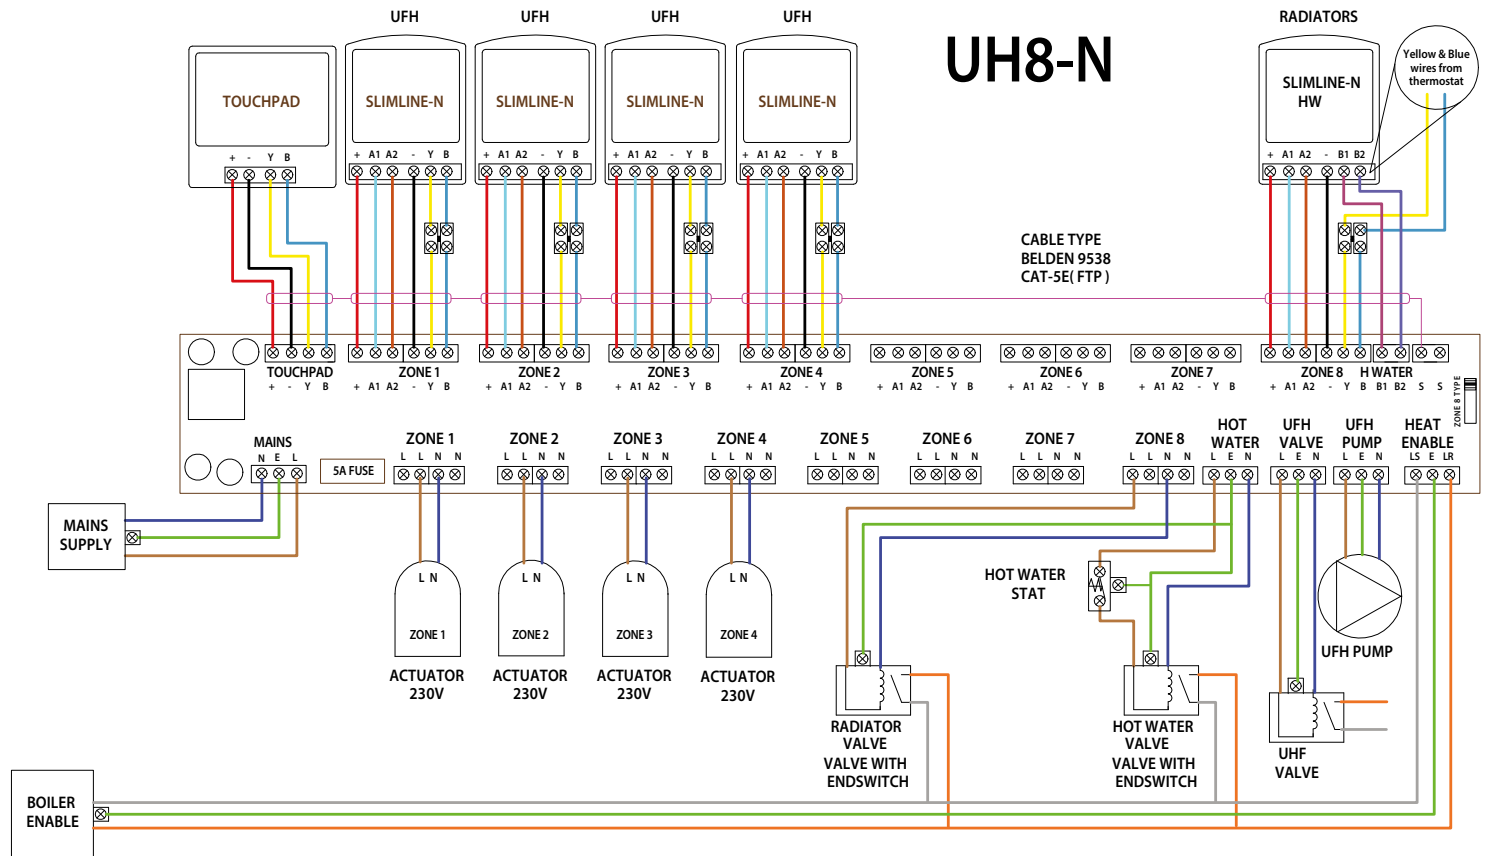 UFH UFH UFH UFH RADIATORS
UH8-N
TOUCHPAD SLIMLINE-N SLIMLINE-N SLIMLINE-N SLIMLINE-N
SLIMLINE-N
HW
Yellow & Blue
wires from
thermostat
+ - Y B
+ A1 A2 - Y B
+ A1 A2 - Y B
+ A1 A2 - Y B
+ A1 A2 - Y B
+ A1 A2 - B1 B2
CABLE TYPE
BELDEN 9538
CAT-5E( FTP )
TOUCHPAD ZONE 1 ZONE 2 ZONE 3 ZONE 4 ZONE 5 ZONE 6 ZONE 7 ZONE 8 H WATER
+ - Y B
+ A1 A2 - Y B
+ A1 A2 - Y B
+ A1 A2 - Y B
+ A1 A2 - Y B
+ A1 A2 - Y B
+ A1 A2 - Y B
+ A1 A2 - Y B
+ A1 A2 - Y B B1 B2 S S
ZONE 8 TYPE
MAINS
N E L
5A FUSE
ZONE 1
L L N N
ZONE 2
L L N N
ZONE 3
L L N N
ZONE 4
L L N N
ZONE 5
L L N N
ZONE 6
L L N N
ZONE 7
L L N N
ZONE 8
L L N N
HOT
WATER
L E N
UFH
VALVE
L E N
UFH
PUMP
L E N
HEAT
ENABLE
LS E LR
MAINS
SUPPLY
L N
ZONE 1
ACTUATOR
230V
L N
ZONE 2
ACTUATOR
230V
L N
ZONE 3
ACTUATOR
230V
L N
ZONE 4
ACTUATOR
230V
HOT WATER
STAT
UFH PUMP
RADIATOR
VALVE
VALVE WITH
ENDSWITCH
HOT WATER
VALVE
VALVE WITH
ENDSWITCH
UHF
VALVE
BOILER
ENABLE